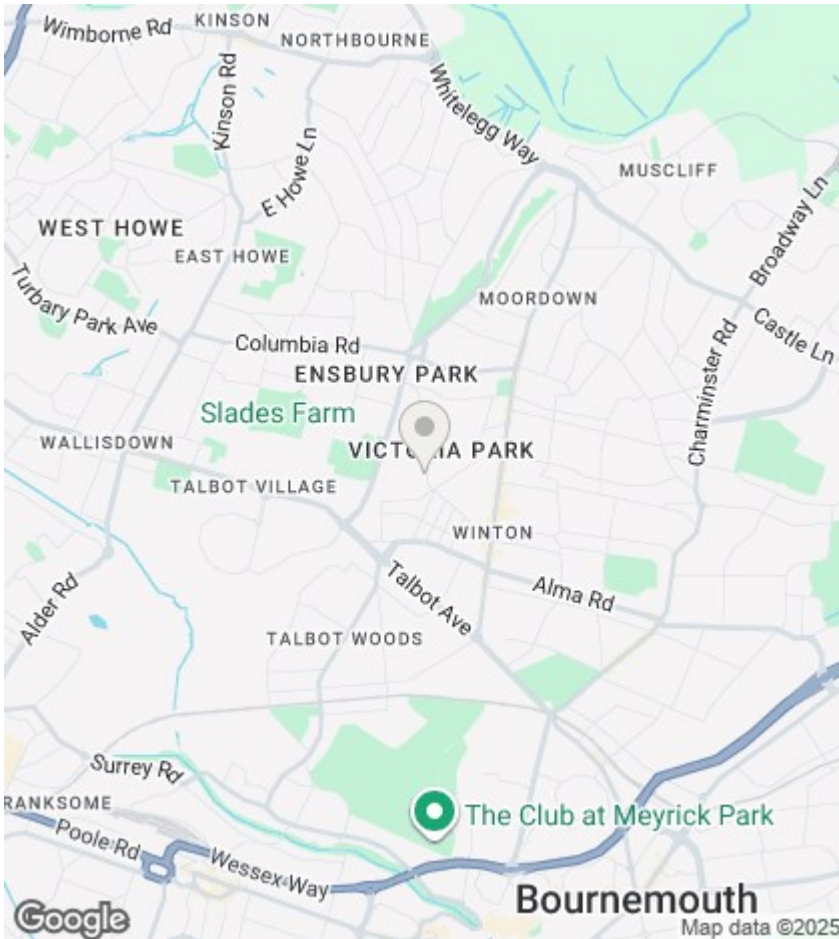 KINSON
Wimborne Rd
NORTHBOURNE
Kinson Rd
Whitelegg Way
E Howe Ln
MUSCLIFF
Broadway Ln
WEST HOWE
EAST HOWE
Turbary Park Ave
MOORDOWN
Castle Ln
Columbia Rd
Charminster Rd
ENSBURY PARK
Slades Farm
WALLISDOWN
VICT IA PARK
TALBOT VILLAGE
WINTON
Alder Rd
Talbot Ave
Alma Rd
TALBOT WOODS
Surrey Rd
RANKSOME
The Club at Meyrick Park
Poole Rd
Wessex Way
Bournemouth
Google
Map data ©2025